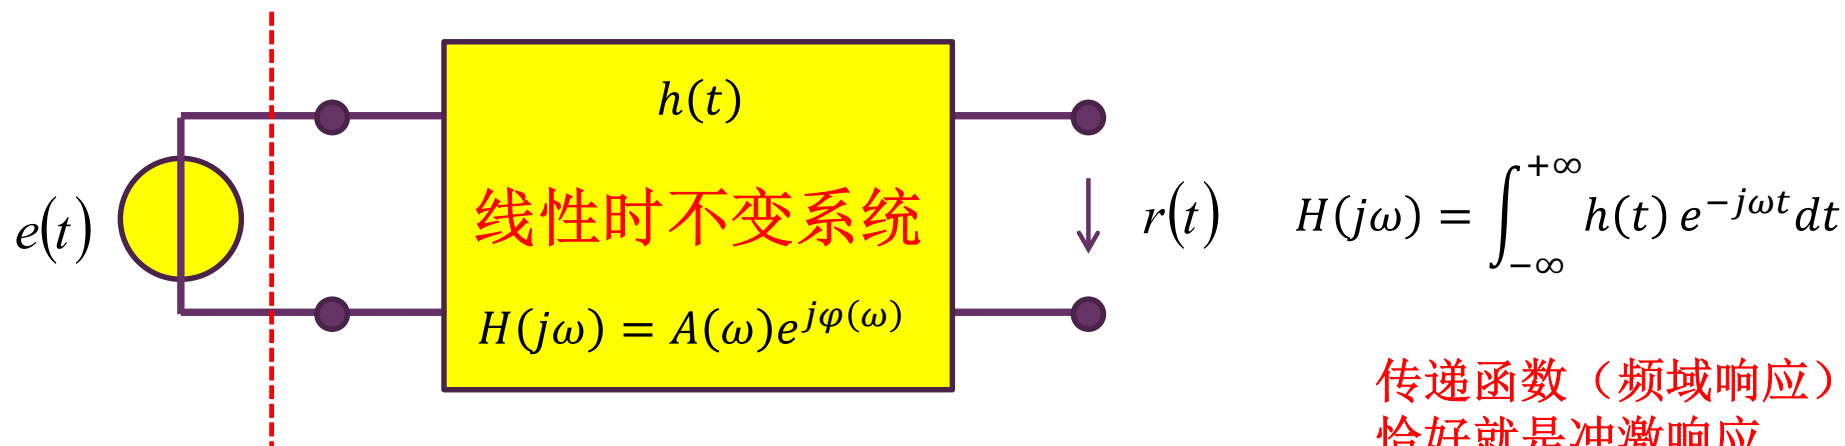 e(t)
h(t)
线性时不变系统
H(jω) = A(ω)e^{jφ(ω)}
r(t)
H(jω) = ∫_{−∞}^{+∞} h(t) e^{−jωt} dt
传递函数（频域响应）
恰好就是冲激响应